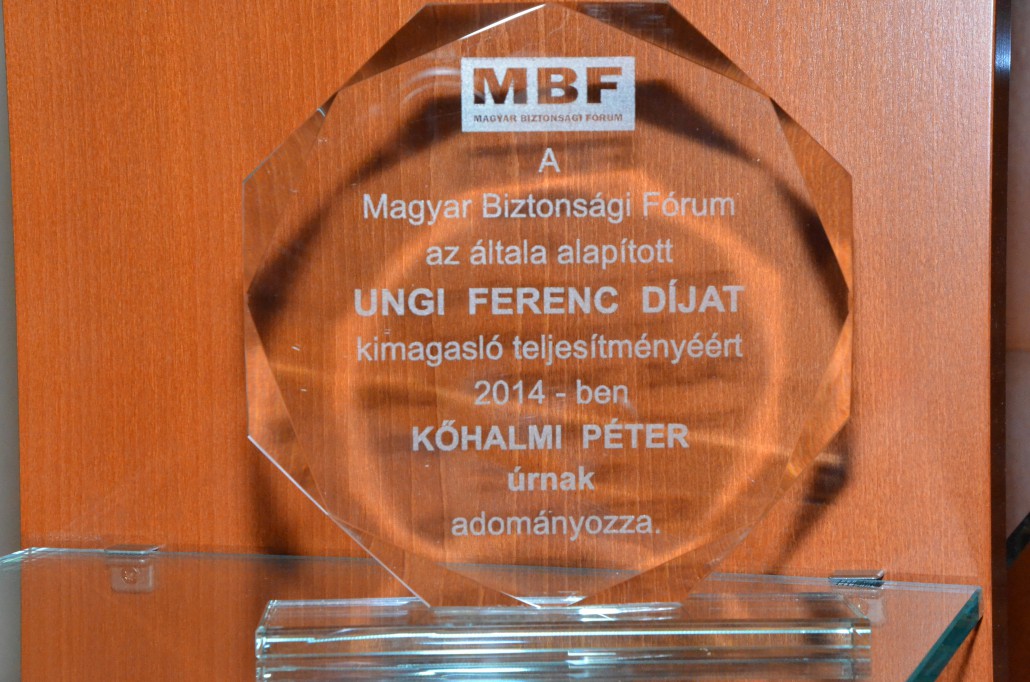 MBF
MAGYAR BIZTONSÁGI FÓRUM
A
Magyar Biztonsági Fórum
az általa alapított
UNGI FERENC DÍJAT
kimagasló teljesítményéért
2014 - ben
KŐHALMI PÉTER
úrnak
adományozza.